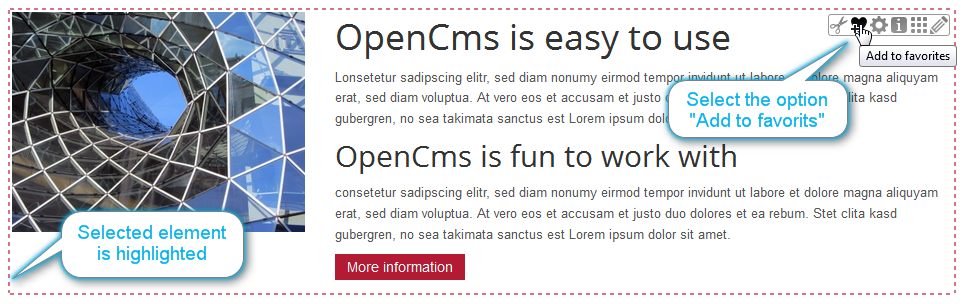 OpenCms is easy to use
Add to favorites
Lonsetetur sadipscing elitr, sed diam nonumy eirmod tempor invidunt ut labore dolore magna aliquyam
erat, sed diam voluptua. At vero eos et accusam et justo clita kasd
gubergren, no sea takimata sanctus est Lorem ipsum dolor
Select the option
"Add to favorits"
OpenCms is fun to work with
consetetur sadipscing elitr, sed diam nonumy eirmod tempor invidunt ut labore et dolore magna aliquyam
erat, sed diam voluptua. At vero eos et accusam et justo duo dolores et ea rebum. Stet clita kasd
gubergren, no sea takimata sanctus est Lorem ipsum dolor sit amet.
Selected element
is highlighted
More information